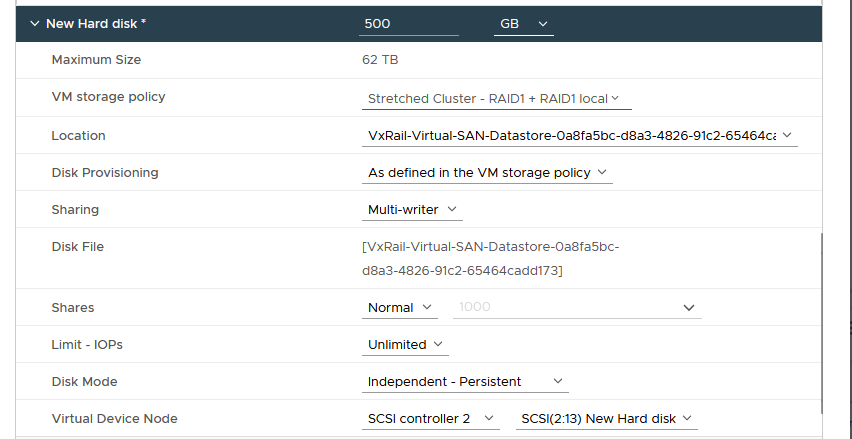 New Hard disk * 500 GB
Maximum Size 62 TB
VM storage policy Stretched Cluster - RAID1 + RAID1 local
Location VxRail-Virtual-SAN-Datastore-0a8fa5bc-d8a3-4826-91c2-65464ca
Disk Provisioning As defined in the VM storage policy
Sharing Multi-writer
Disk File [VxRail-Virtual-SAN-Datastore-0a8fa5bc-
d8a3-4826-91c2-65464cadd173]
Shares Normal 1000
Limit - IOPs Unlimited
Disk Mode Independent - Persistent
Virtual Device Node SCSI controller 2 SCSI(2:13) New Hard disk